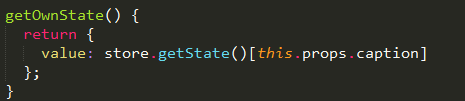 getOwnState() {
  return {
    value: store.getState()[this.props.caption]
  };
}